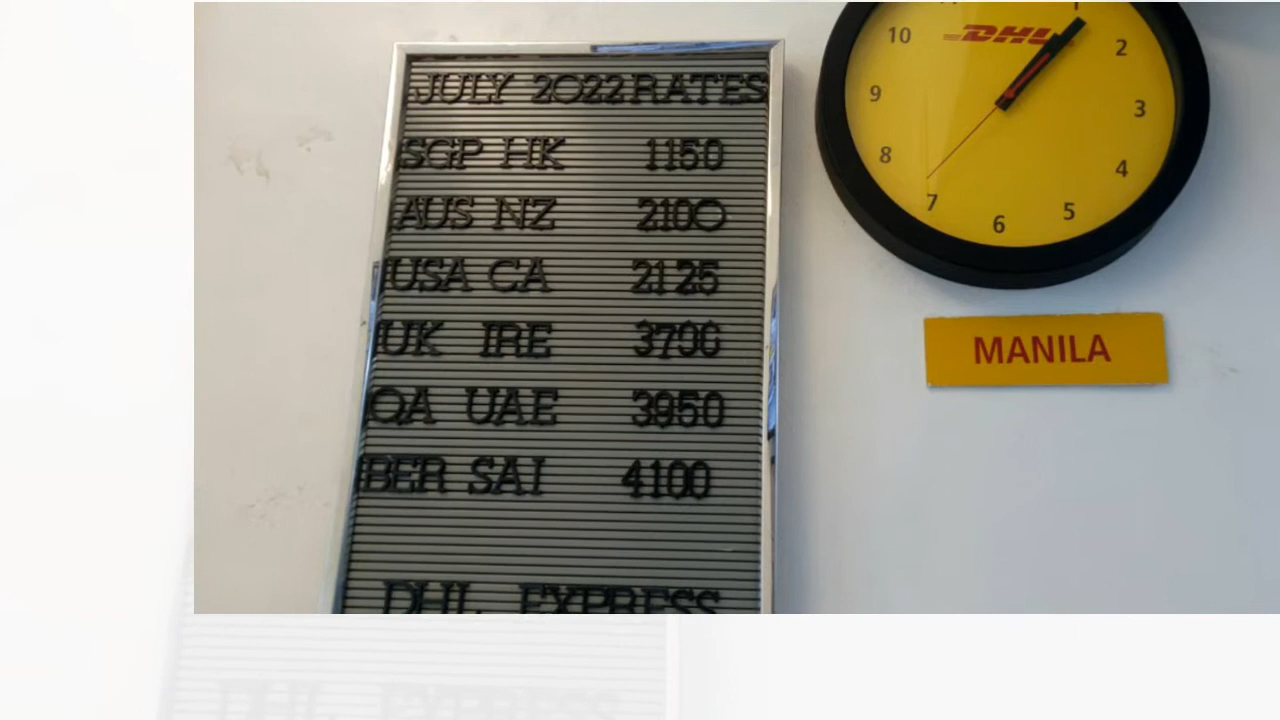 JULY 2022 RATES
SGP HK 1150
AUS NZ 2100
USA CA 2125
UK IRE 3700
QA UAE 3950
BER SAI 4100
DHL EXPRESS
DHL
10
1
2
9
3
8
4
7
5
6
MANILA